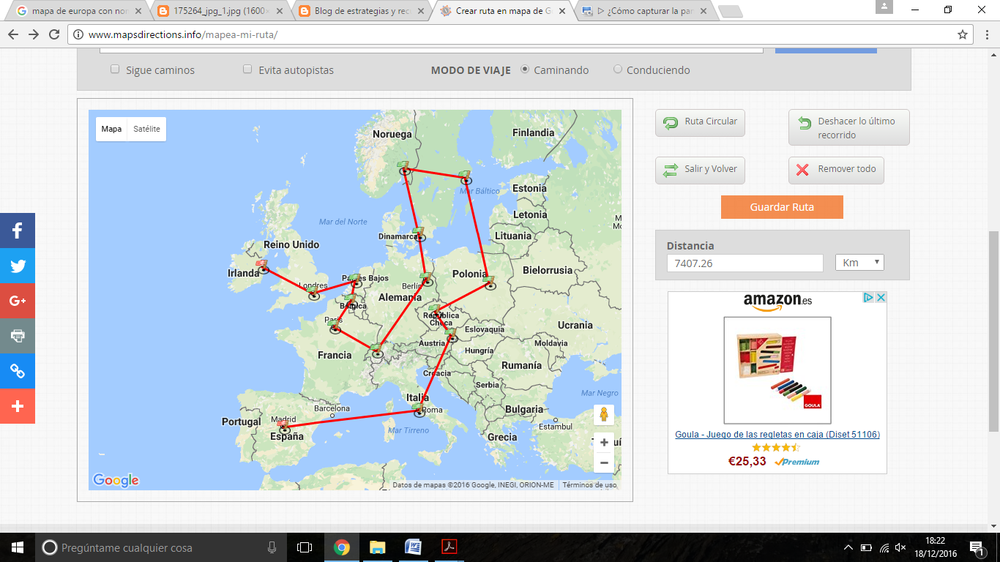 mapa de europa con nor
175264_jpg_1.jpg (1600×
Blog de estrategias y recu
Crear ruta en mapa de G
▷ ¿Cómo capturar la pan
www.mapsdirections.info/mapea-mi-ruta/
Sigue caminos
Evita autopistas
MODO DE VIAJE
Caminando
Conduciendo
Mapa
Satélite
Noruega
Finlandia
Mar Báltico
Estonia
Letonia
Mar del Norte
Dinamarca
Lituania
Reino Unido
Irlanda
Países Bajos
Londres
Berlín
Polonia
Bielorrusia
Alemania
Bélgica
República
Checa
París
Ucrania
Eslovaquia
Austria
Moldavia
Hungría
Francia
Rumanía
Croacia
Serbia
Italia
Mar Negro
Barcelona
Roma
Bulgaria
Portugal
Madrid
Estambul
España
Mar Tirreno
Grecia
Google
Datos de mapas ©2016 Google, INEGI, ORION-ME
Términos de uso
Ruta Circular
Deshacer lo último
recorrido
Salir y Volver
Remover todo
Guardar Ruta
Distancia
7407.26
Km
amazon.es
GOULA
Goula - Juego de las regletas en caja (Diset 51106)
€25,33 Premium
Pregúntame cualquier cosa
18:22
18/12/2016
1